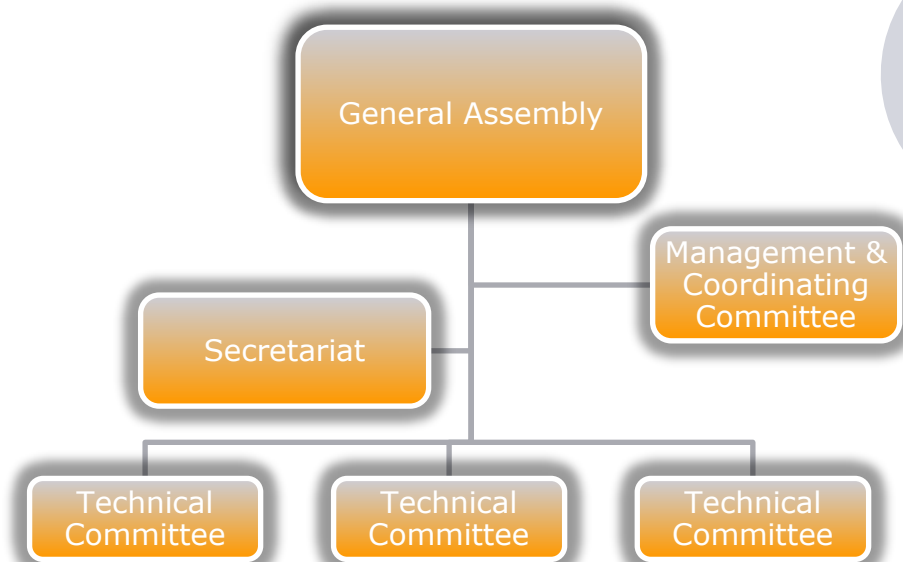 General Assembly
Management &
Coordinating
Committee
Secretariat
Technical
Committee
Technical
Committee
Technical
Committee